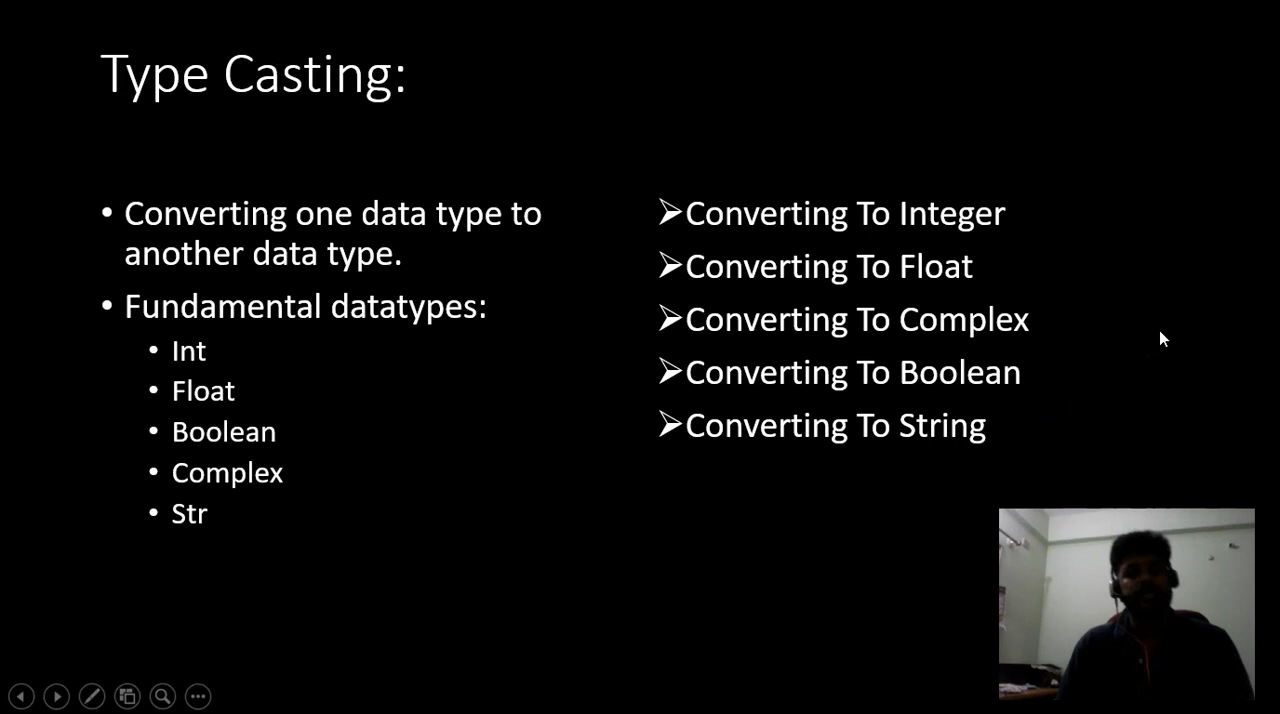 Type Casting:
• Converting one data type to
another data type.
• Fundamental datatypes:
• Int
• Float
• Boolean
• Complex
• Str
➢Converting To Integer
➢Converting To Float
➢Converting To Complex
➢Converting To Boolean
➢Converting To String